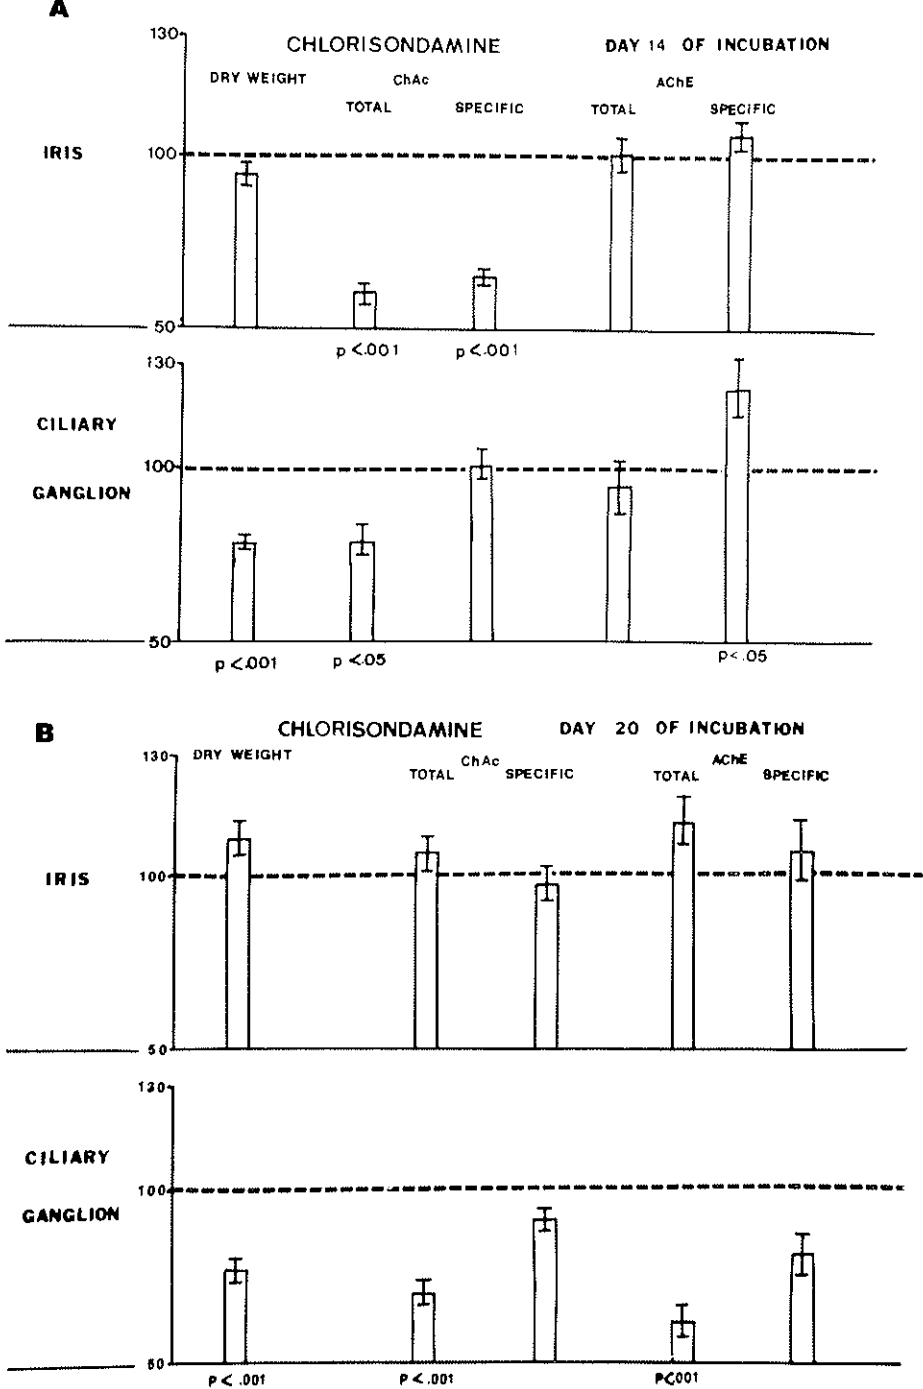 A
130
CHLORISONDAMINE DAY 14 OF INCUBATION
DRY WEIGHT ChAc AChE
TOTAL SPECIFIC TOTAL SPECIFIC
IRIS
100
50
p <.001 p <.001
130
CILIARY
100
GANGLION
50
p <.001 p <.05 p <.05
B
CHLORISONDAMINE DAY 20 OF INCUBATION
130
DRY WEIGHT ChAc AChE
TOTAL SPECIFIC TOTAL SPECIFIC
IRIS
100
50
130
CILIARY
100
GANGLION
50
P < .001 P < .001 P<001